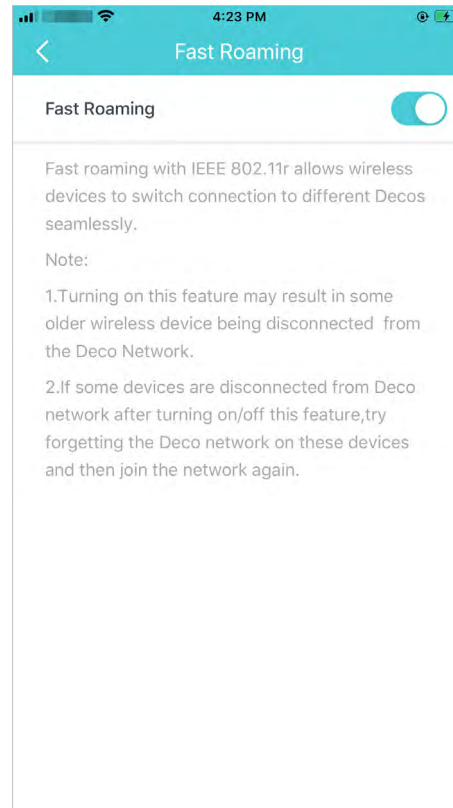 4:23 PM
Fast Roaming
Fast Roaming
Fast roaming with IEEE 802.11r allows wireless
devices to switch connection to different Decos
seamlessly.
Note:
1.Turning on this feature may result in some
older wireless device being disconnected  from
the Deco Network.
2.If some devices are disconnected from Deco
network after turning on/off this feature,try
forgetting the Deco network on these devices
and then join the network again.